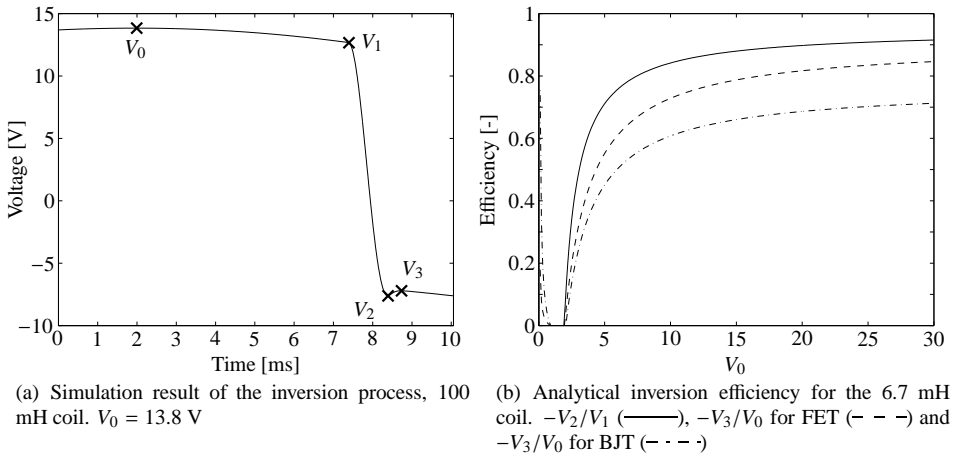 15
10
5
0
−5
−10
Voltage [V]
0 1 2 3 4 5 6 7 8 9 10
Time [ms]
V0
V1
V2
V3
1
0.8
0.6
0.4
0.2
0
Efficiency [-]
0 5 10 15 20 25 30
V0
(a) Simulation result of the inversion process, 100
mH coil. V0 = 13.8 V
(b) Analytical inversion efficiency for the 6.7 mH
coil. −V2/V1 (———), −V3/V0 for FET (– – –) and
−V3/V0 for BJT (– · – ·)